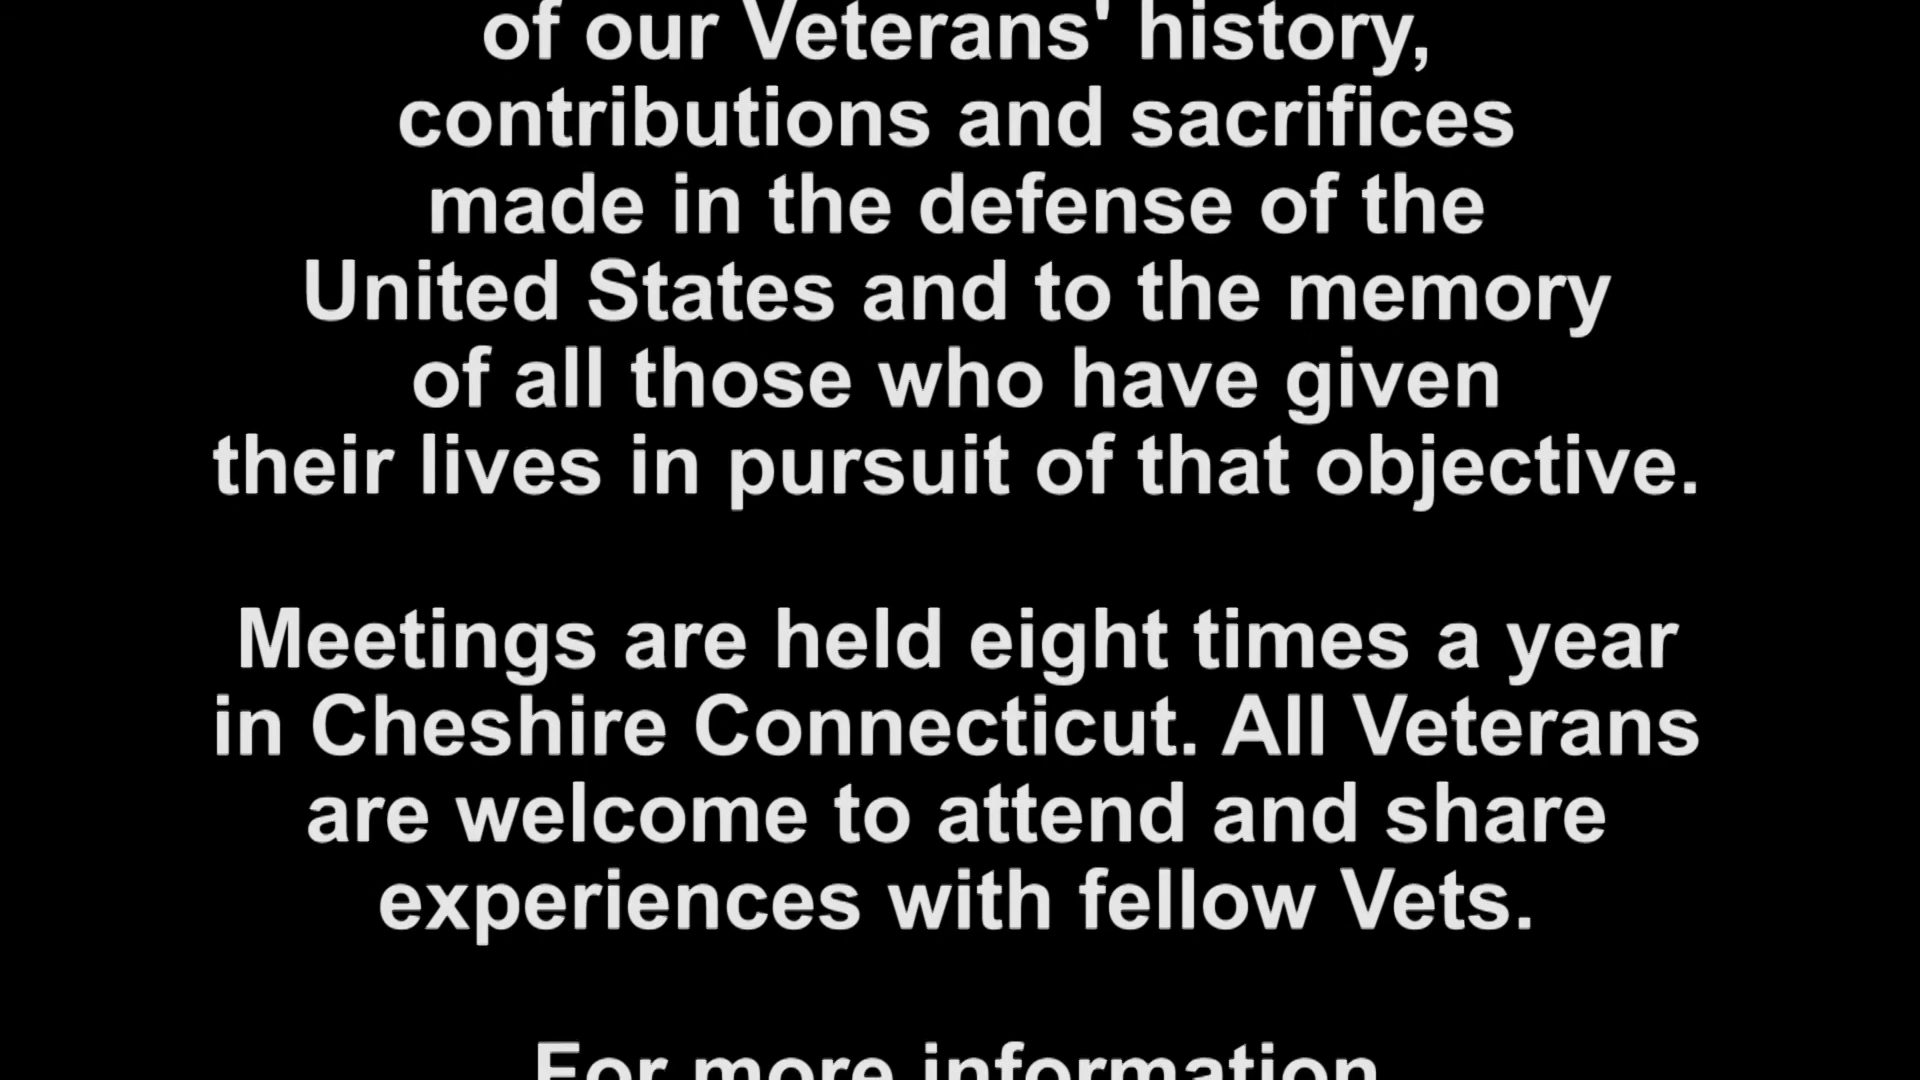 of our Veterans' history,
contributions and sacrifices
made in the defense of the
United States and to the memory
of all those who have given
their lives in pursuit of that objective.
Meetings are held eight times a year
in Cheshire Connecticut. All Veterans
are welcome to attend and share
experiences with fellow Vets.
For more information